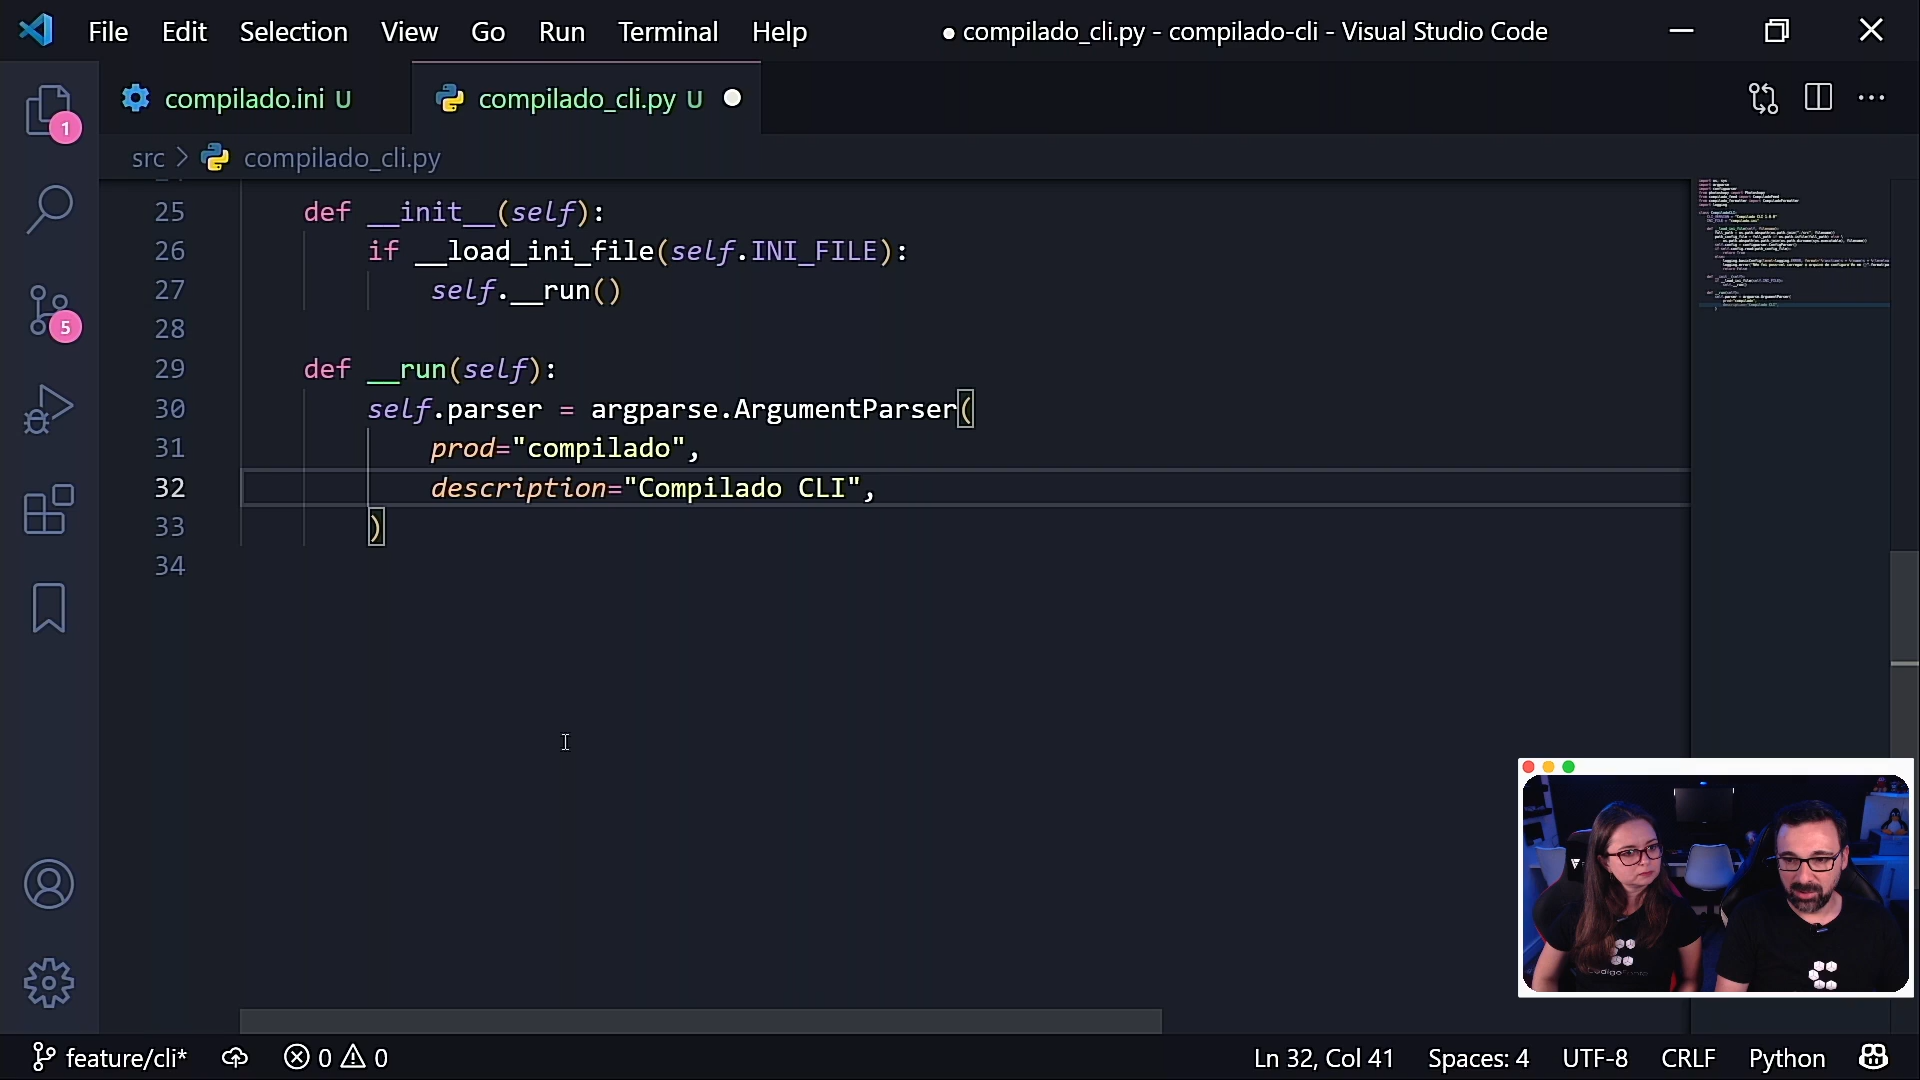 File Edit Selection View Go Run Terminal Help ● compilado_cli.py - compilado-cli - Visual Studio Code
compilado.ini U compilado_cli.py U
src > compilado_cli.py
25 def __init__(self):
26 if __load_ini_file(self.INI_FILE):
27 self.__run()
28
29 def __run(self):
30 self.parser = argparse.ArgumentParser(
31 prod="compilado",
32 description="Compilado CLI",
33 )
34
1
5
feature/cli* 0 0 Ln 32, Col 41 Spaces: 4 UTF-8 CRLF Python